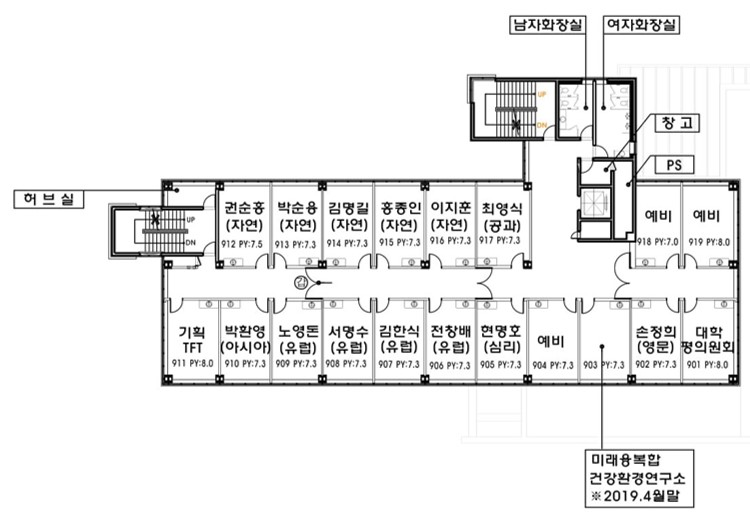 남자화장실
여자화장실
UP
DN
창 고
PS
허 브 실
UP
DN
권순홍
(자연)
912 PY:7.5
박순용
(자연)
913 PY:7.3
김명길
(자연)
914 PY:7.3
홍종인
(자연)
915 PY:7.3
이지훈
(자연)
916 PY:7.3
최영식
(공과)
917 PY:7.3
예비
918 PY:7.0
예비
919 PY:8.0
갑
기획
TFT
911 PY:8.0
박환영
(아시아)
910 PY:7.3
노영돈
(유럽)
909 PY:7.3
서명수
(유럽)
908 PY:7.3
김한식
(유럽)
907 PY:7.3
전창배
(유럽)
906 PY:7.3
현명호
(심리)
905 PY:7.3
예비
904 PY:7.3
903 PY:7.3
손정희
(영문)
902 PY:7.3
대학
평의원회
901 PY:8.0
미래융복합
건강환경연구소
※2019.4월말